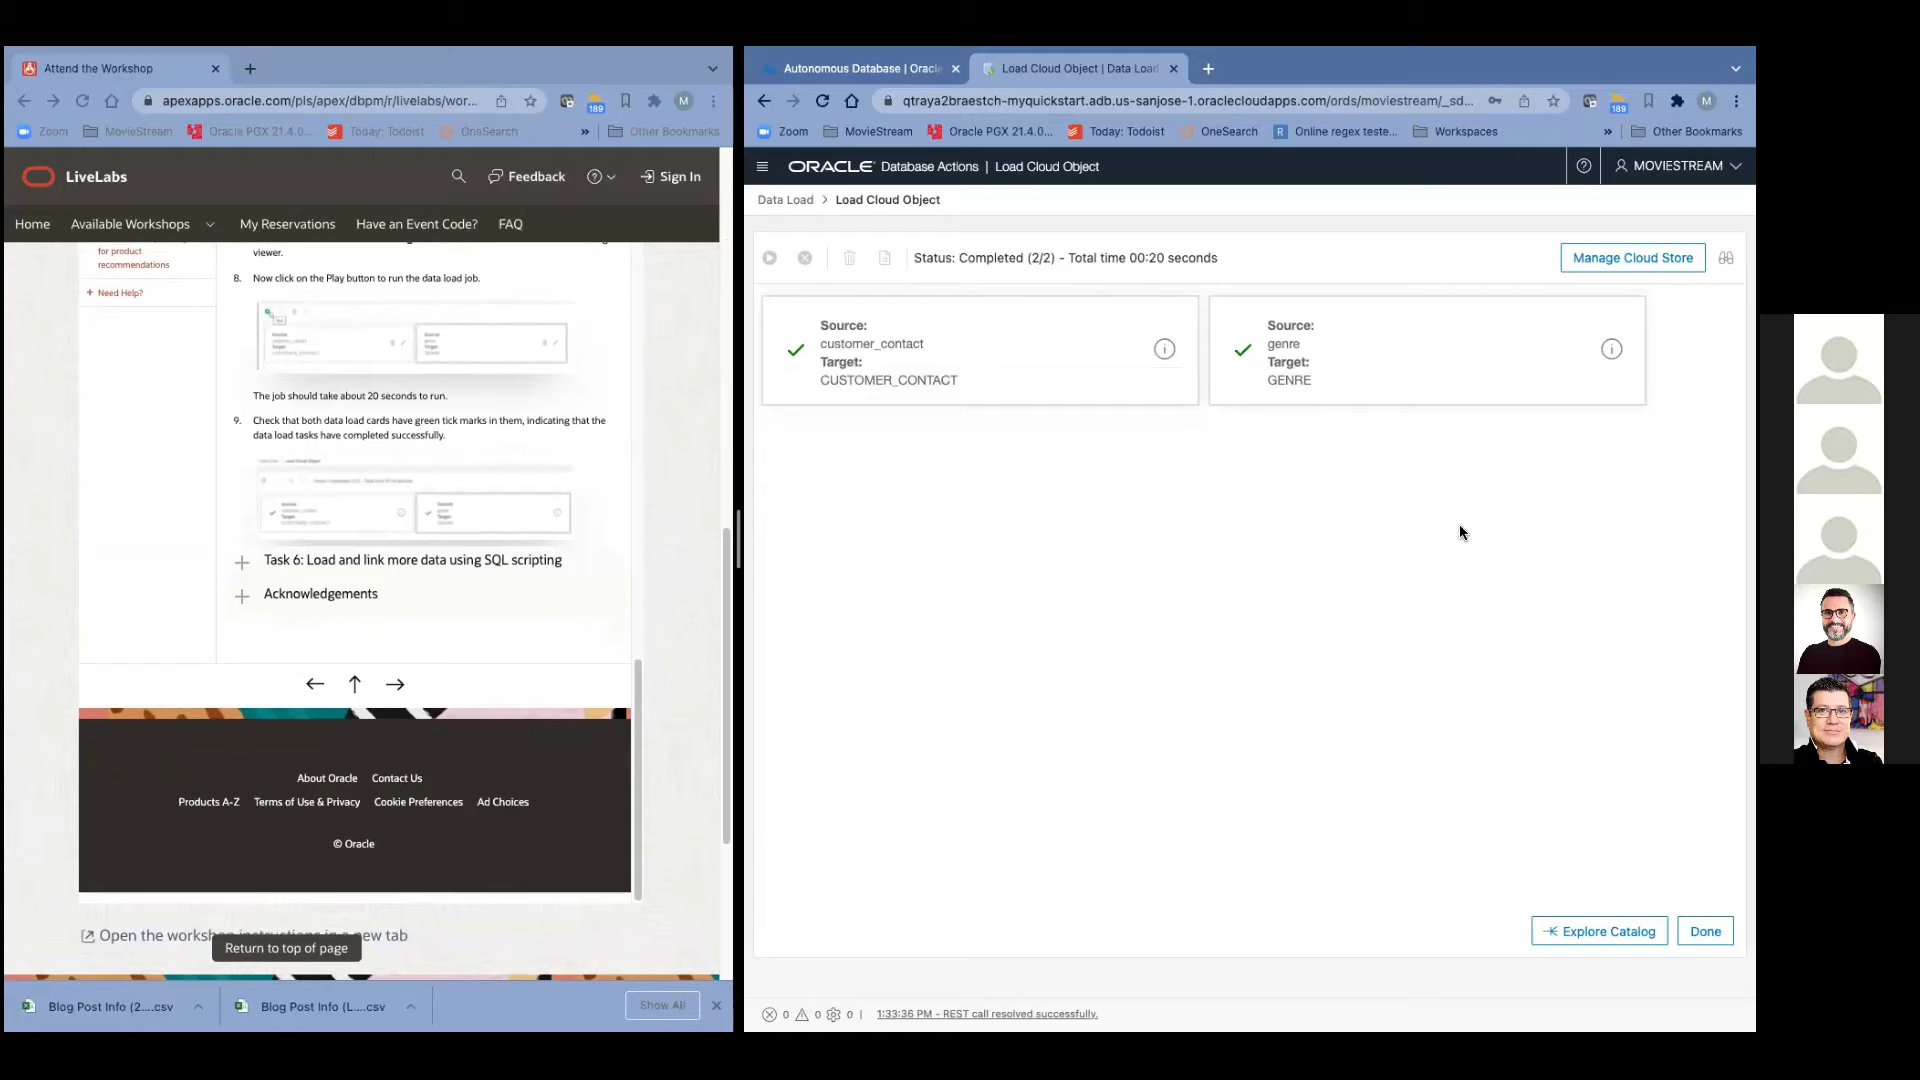 Attend the Workshop
apexapps.oracle.com/pls/apex/dbpm/r/livelabs/wor...
189
M
Zoom
MovieStream
Oracle PGX 21.4.0...
Today: Todoist
OneSearch
»
Other Bookmarks
LiveLabs
Feedback
Sign In
Home
Available Workshops
My Reservations
Have an Event Code?
FAQ
for product
recommendations
+ Need Help?
viewer.
8. Now click on the Play button to run the data load job.
The job should take about 20 seconds to run.
9. Check that both data load cards have green tick marks in them, indicating that the
data load tasks have completed successfully.
Task 6: Load and link more data using SQL scripting
Acknowledgements
About Oracle Contact Us
Products A-Z Terms of Use & Privacy Cookie Preferences Ad Choices
© Oracle
Open the workshop instructions in a new tab
Return to top of page
Blog Post Info (2....csv
Blog Post Info (L....csv
Show All
Autonomous Database | Oracl
Load Cloud Object | Data Load
qtraya2braestch-myquickstart.adb.us-sanjose-1.oraclecloudapps.com/ords/moviestream/_sd...
189
M
Zoom
MovieStream
Oracle PGX 21.4.0...
Today: Todoist
OneSearch
R
Online regex teste...
Workspaces
»
Other Bookmarks
ORACLE Database Actions | Load Cloud Object
MOVIESTREAM
Data Load > Load Cloud Object
Status: Completed (2/2) - Total time 00:20 seconds
Manage Cloud Store
Source:
customer_contact
Target:
CUSTOMER_CONTACT
Source:
genre
Target:
GENRE
Explore Catalog
Done
0 0 0 | 1:33:36 PM - REST call resolved successfully.